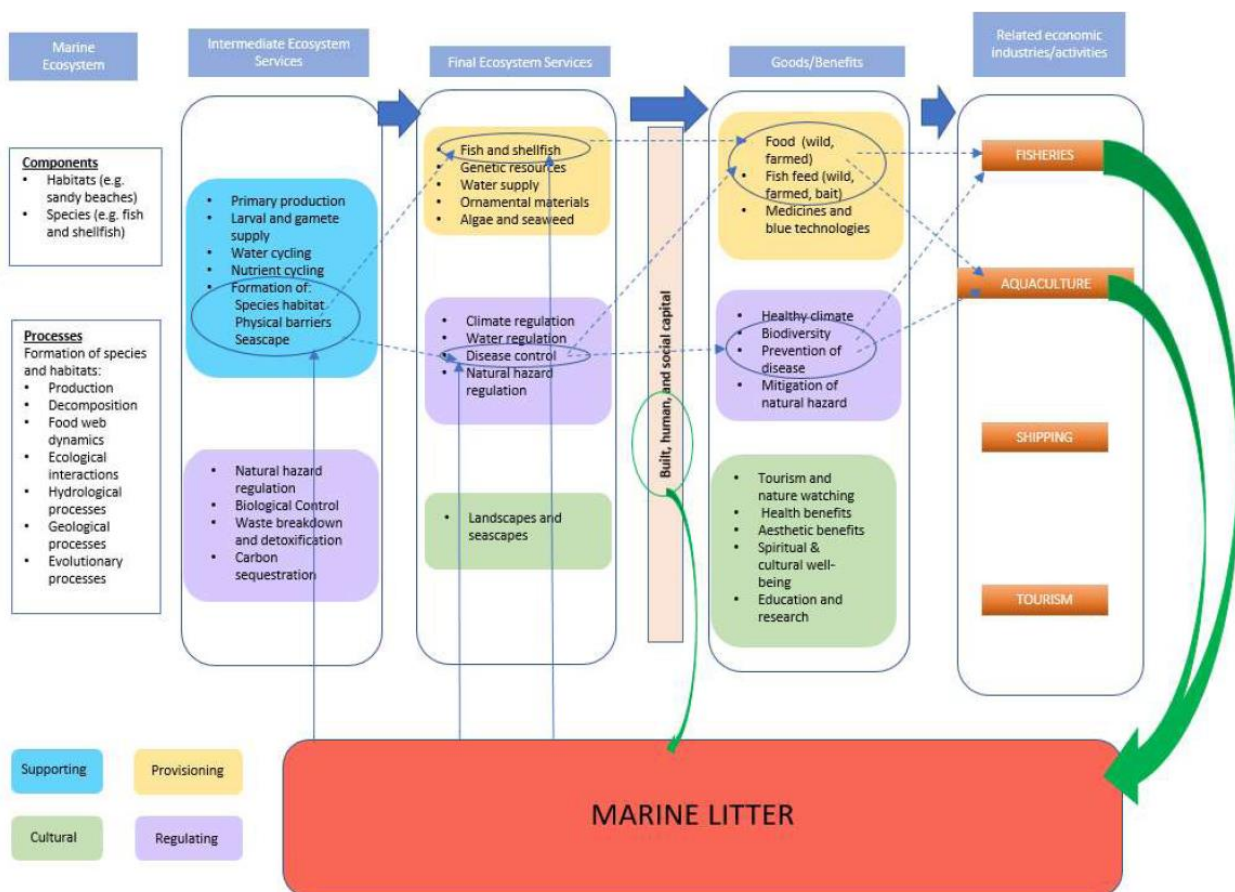 Marine
Ecosystem
Intermediate Ecosystem
Services
Final Ecosystem Services
Goods/Benefits
Related economic
industries/activities
Components
• Habitats (e.g.
sandy beaches)
• Species (e.g. fish
and shellfish)
Processes
Formation of species
and habitats:
• Production
• Decomposition
• Food web
dynamics
• Ecological
interactions
• Hydrological
processes
• Geological
processes
• Evolutionary
processes
• Primary production
• Larval and gamete
supply
• Water cycling
• Nutrient cycling
• Formation of:
Species habitat
Physical barriers
Seascape
• Natural hazard
regulation
• Biological Control
• Waste breakdown
and detoxification
• Carbon
sequestration
• Fish and shellfish
• Genetic resources
• Water supply
• Ornamental materials
• Algae and seaweed
• Climate regulation
• Water regulation
• Disease control
• Natural hazard
regulation
• Landscapes and
seascapes
Built, human, and social capital
• Food (wild,
farmed)
• Fish feed (wild,
farmed, bait)
• Medicines and
blue technologies
• Healthy climate
• Biodiversity
• Prevention of
disease
• Mitigation of
natural hazard
• Tourism and
nature watching
• Health benefits
• Aesthetic benefits
• Spiritual &
cultural well-
being
• Education and
research
FISHERIES
AQUACULTURE
SHIPPING
TOURISM
Supporting
Provisioning
Cultural
Regulating
MARINE LITTER